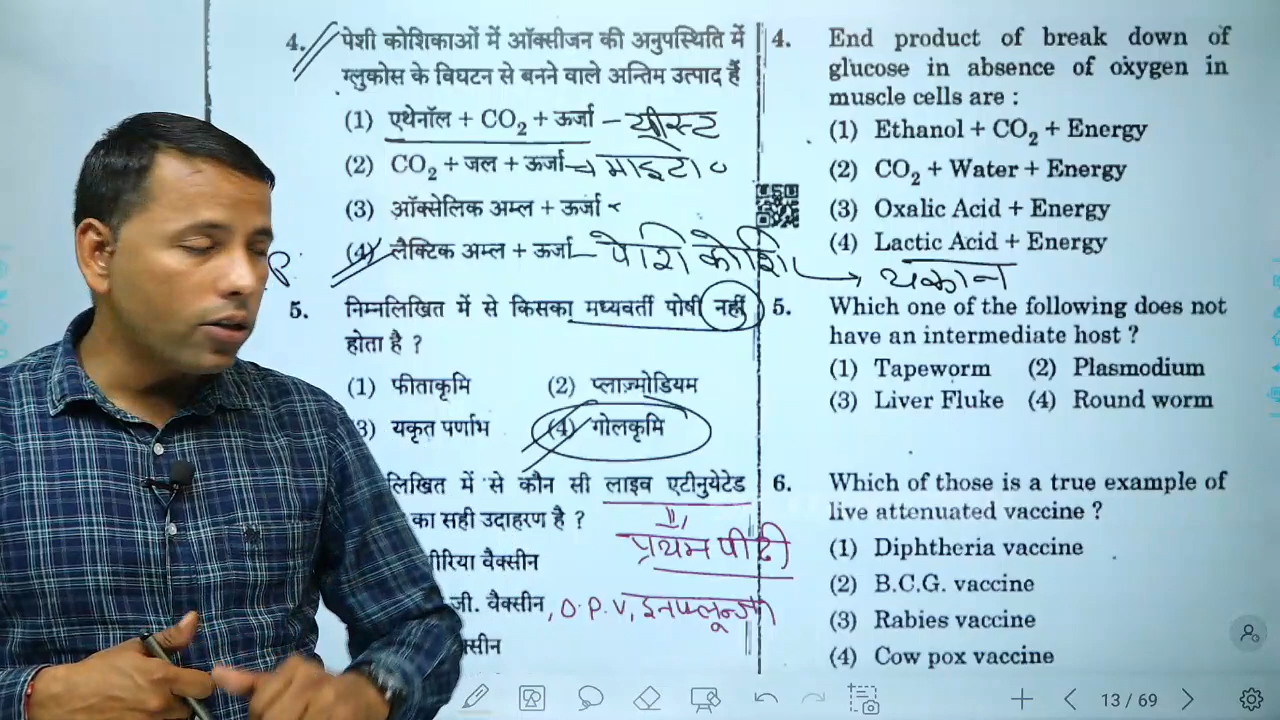 4. पेशी कोशिकाओं में ऑक्सीजन की अनुपस्थिति में
ग्लुकोस के विघटन से बनने वाले अन्तिम उत्पाद हैं
(1) एथेनॉल + CO₂ + ऊर्जा – यीस्ट
(2) CO₂ + जल + ऊर्जा → माइटा०
(3) ऑक्सेलिक अम्ल + ऊर्जा ×
(4) लैक्टिक अम्ल + ऊर्जा – पेशि कोशि → थकान
5. निम्नलिखित में से किसका मध्यवर्ती पोषी नहीं
होता है ?
(1) फीताकृमि (2) प्लाज़्मोडियम
3) यकृत पर्णाभ (4) गोलकृमि
लिखित में से कौन सी लाइव एटीनुयेटेड
का सही उदाहरण है ?
प्रथम पीढी
ीरिया वैक्सीन
जी. वैक्सीन, O.P.V, इनफ्लूनजा
क्सीन
4. End product of break down of
glucose in absence of oxygen in
muscle cells are :
(1) Ethanol + CO₂ + Energy
(2) CO₂ + Water + Energy
(3) Oxalic Acid + Energy
(4) Lactic Acid + Energy
5. Which one of the following does not
have an intermediate host ?
(1) Tapeworm (2) Plasmodium
(3) Liver Fluke (4) Round worm
6. Which of those is a true example of
live attenuated vaccine ?
(1) Diphtheria vaccine
(2) B.C.G. vaccine
(3) Rabies vaccine
(4) Cow pox vaccine
13 / 69